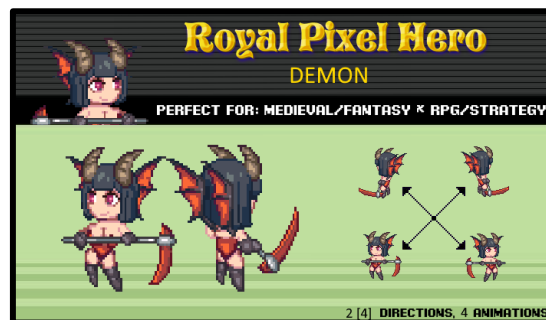 Royal Pixel Hero
DEMON
PERFECT FOR: MEDIEVAL/FANTASY * RPG/STRATEGY
2 [4] DIRECTIONS, 4 ANIMATIONS